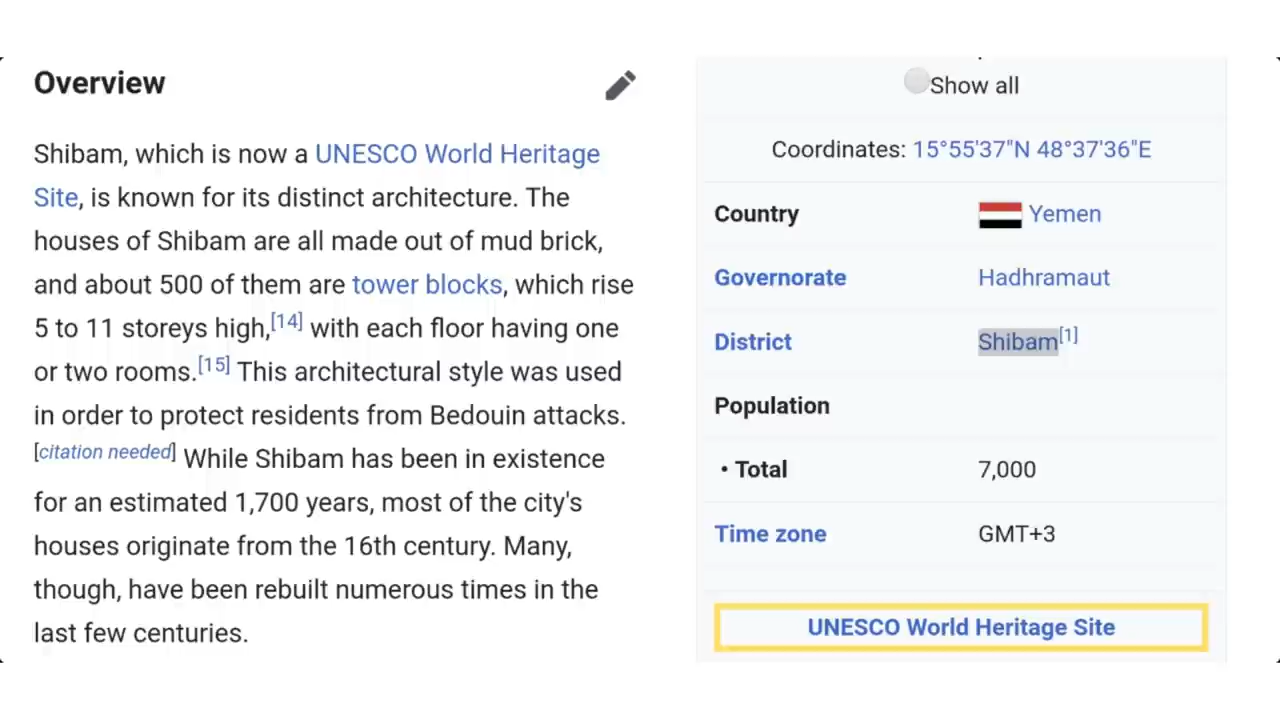 Overview
Shibam, which is now a UNESCO World Heritage
Site, is known for its distinct architecture. The
houses of Shibam are all made out of mud brick,
and about 500 of them are tower blocks, which rise
5 to 11 storeys high,[14] with each floor having one
or two rooms.[15] This architectural style was used
in order to protect residents from Bedouin attacks.
[citation needed] While Shibam has been in existence
for an estimated 1,700 years, most of the city's
houses originate from the 16th century. Many,
though, have been rebuilt numerous times in the
last few centuries.
Show all
Coordinates: 15°55'37"N 48°37'36"E
Country Yemen
Governorate Hadhramaut
District Shibam[1]
Population
• Total 7,000
Time zone GMT+3
UNESCO World Heritage Site